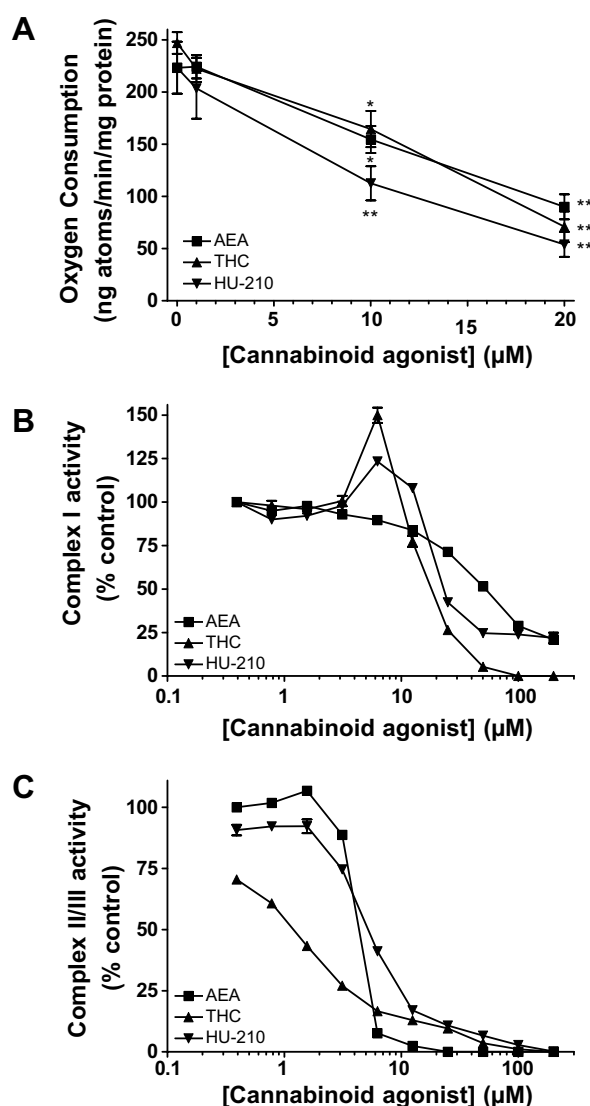 A
Oxygen Consumption
(ng atoms/min/mg protein)
250
200
150
100
50
0
*
*
**
**
**
**
AEA
THC
HU-210
0
5
10
15
20
[Cannabinoid agonist] (µM)
B
Complex I activity
(% control)
150
125
100
75
50
25
0
AEA
THC
HU-210
0.1
1
10
100
[Cannabinoid agonist] (µM)
C
Complex II/III activity
(% control)
100
75
50
25
0
AEA
THC
HU-210
0.1
1
10
100
[Cannabinoid agonist] (µM)